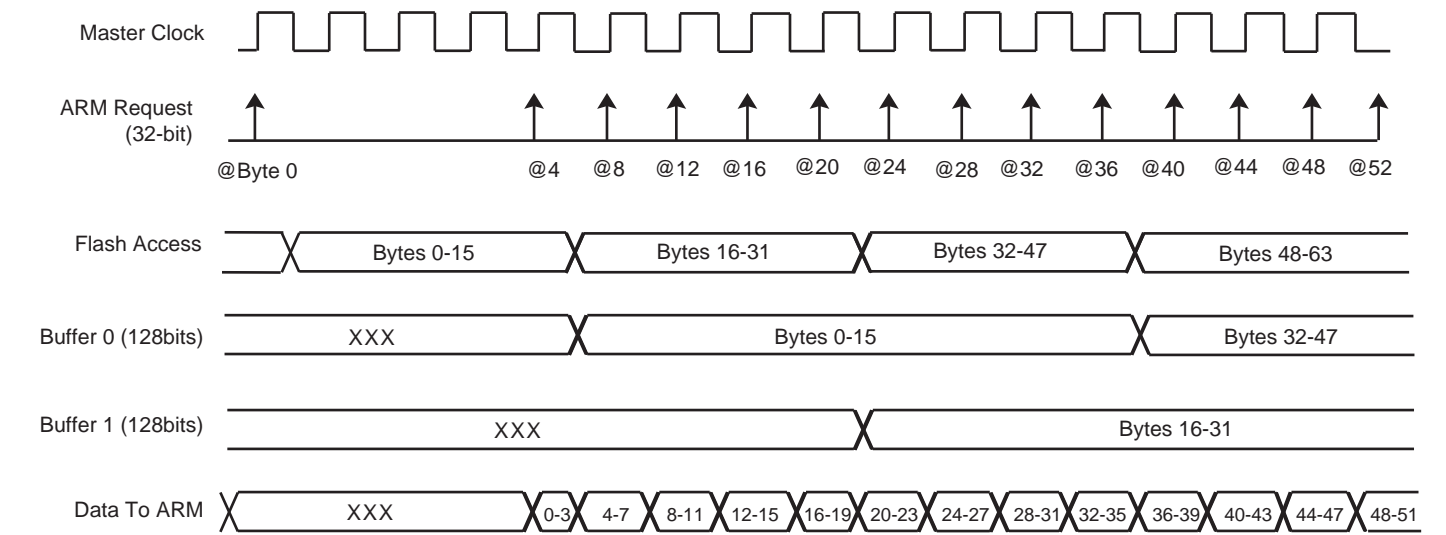 Master Clock
ARM Request
(32-bit)
@Byte 0 @4 @8 @12 @16 @20 @24 @28 @32 @36 @40 @44 @48 @52
Flash Access Bytes 0-15 Bytes 16-31 Bytes 32-47 Bytes 48-63
Buffer 0 (128bits) XXX Bytes 0-15 Bytes 32-47
Buffer 1 (128bits) XXX Bytes 16-31
Data To ARM XXX 0-3 4-7 8-11 12-15 16-19 20-23 24-27 28-31 32-35 36-39 40-43 44-47 48-51